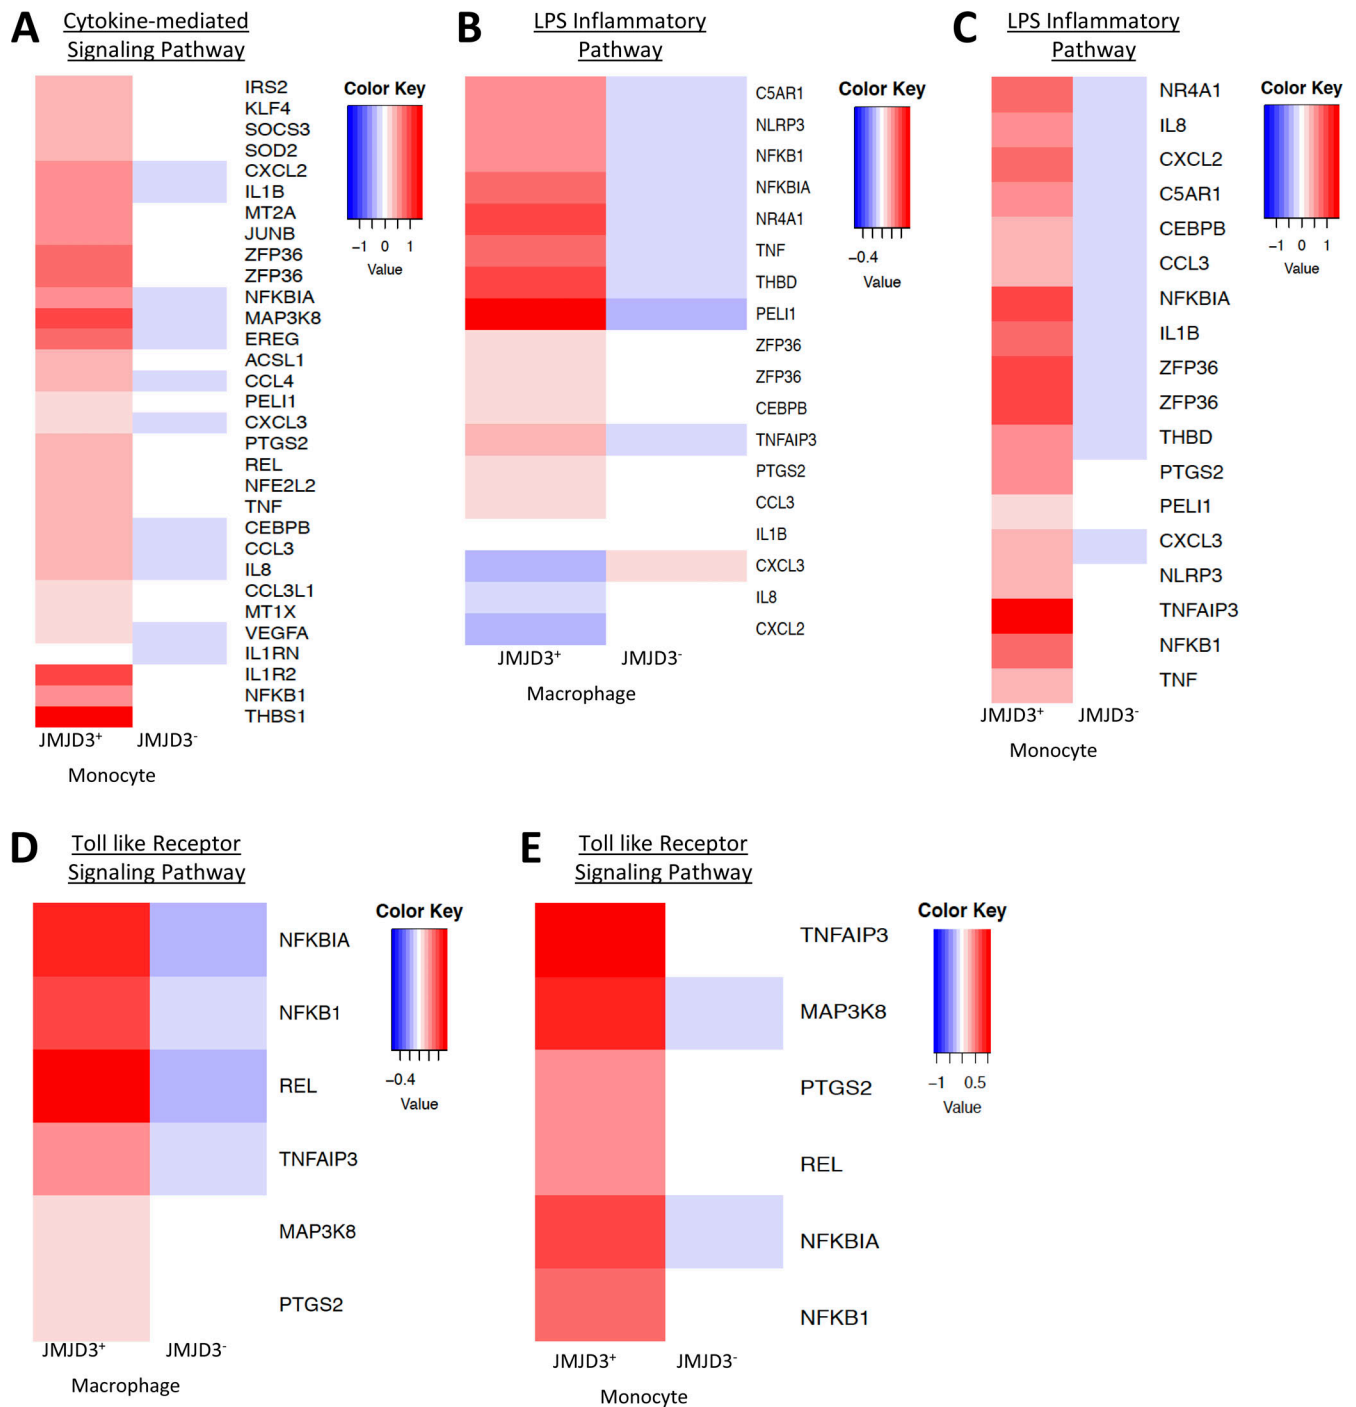 A
Cytokine-mediated
Signaling Pathway
IRS2
KLF4
SOCS3
SOD2
CXCL2
IL1B
MT2A
JUNB
ZFP36
ZFP36
NFKBIA
MAP3K8
EREG
ACSL1
CCL4
PELI1
CXCL3
PTGS2
REL
NFE2L2
TNF
CEBPB
CCL3
IL8
CCL3L1
MT1X
VEGFA
IL1RN
IL1R2
NFKB1
THBS1
JMJD3+ JMJD3-
Monocyte
Color Key
−1 0 1
Value
B
LPS Inflammatory
Pathway
C5AR1
NLRP3
NFKB1
NFKBIA
NR4A1
TNF
THBD
PELI1
ZFP36
ZFP36
CEBPB
TNFAIP3
PTGS2
CCL3
IL1B
CXCL3
IL8
CXCL2
JMJD3+ JMJD3-
Macrophage
Color Key
−0.4
Value
C
LPS Inflammatory
Pathway
NR4A1
IL8
CXCL2
C5AR1
CEBPB
CCL3
NFKBIA
IL1B
ZFP36
ZFP36
THBD
PTGS2
PELI1
CXCL3
NLRP3
TNFAIP3
NFKB1
TNF
JMJD3+ JMJD3-
Monocyte
Color Key
−1 0 1
Value
D
Toll like Receptor
Signaling Pathway
NFKBIA
NFKB1
REL
TNFAIP3
MAP3K8
PTGS2
JMJD3+ JMJD3-
Macrophage
Color Key
−0.4
Value
E
Toll like Receptor
Signaling Pathway
TNFAIP3
MAP3K8
PTGS2
REL
NFKBIA
NFKB1
JMJD3+ JMJD3-
Monocyte
Color Key
−1 0.5
Value